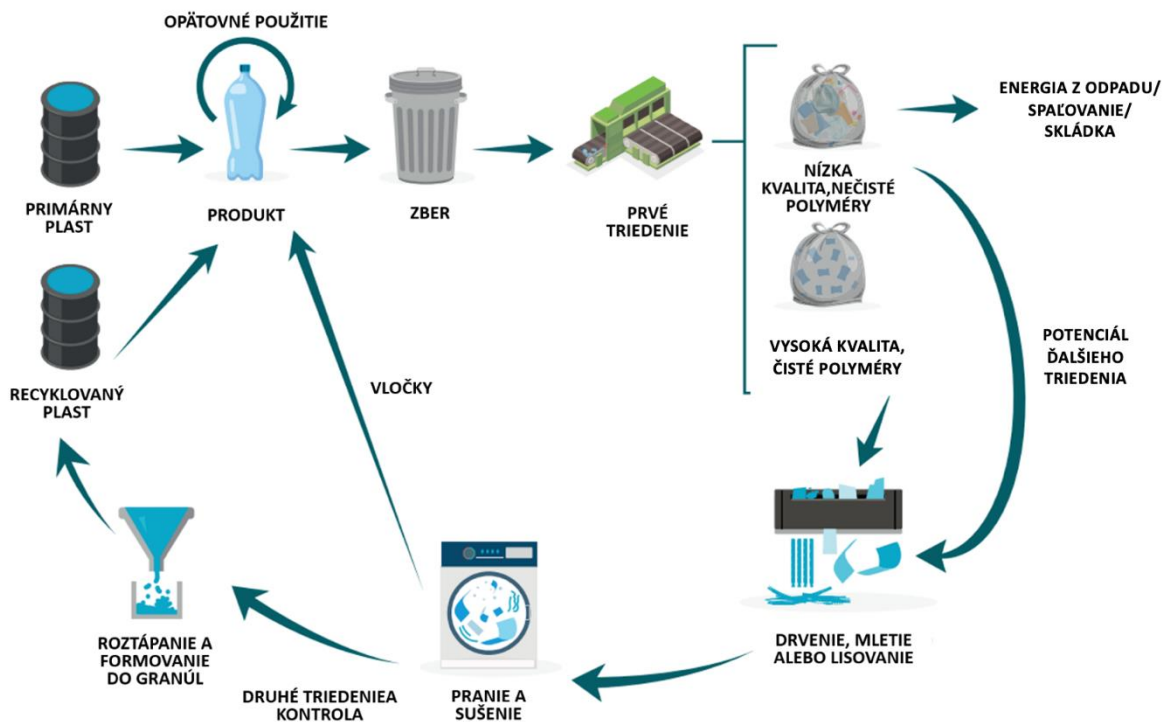 OPÄTOVNÉ POUŽITIE
PRIMÁRNY
PLAST
PRODUKT
ZBER
PRVÉ
TRIEDENIE
NÍZKA
KVALITA,NEČISTÉ
POLYMÉRY
ENERGIA Z ODPADU/
SPAĽOVANIE/
SKLÁDKA
VYSOKÁ KVALITA,
ČISTÉ POLYMÉRY
POTENCIÁL
ĎALŠIEHO
TRIEDENIA
RECYKLOVANÝ
PLAST
VLOČKY
DRVENIE, MLETIE
ALEBO LISOVANIE
PRANIE A
SUŠENIE
DRUHÉ TRIEDENIEA
KONTROLA
ROZTÁPANIE A
FORMOVANIE
DO GRANÚL